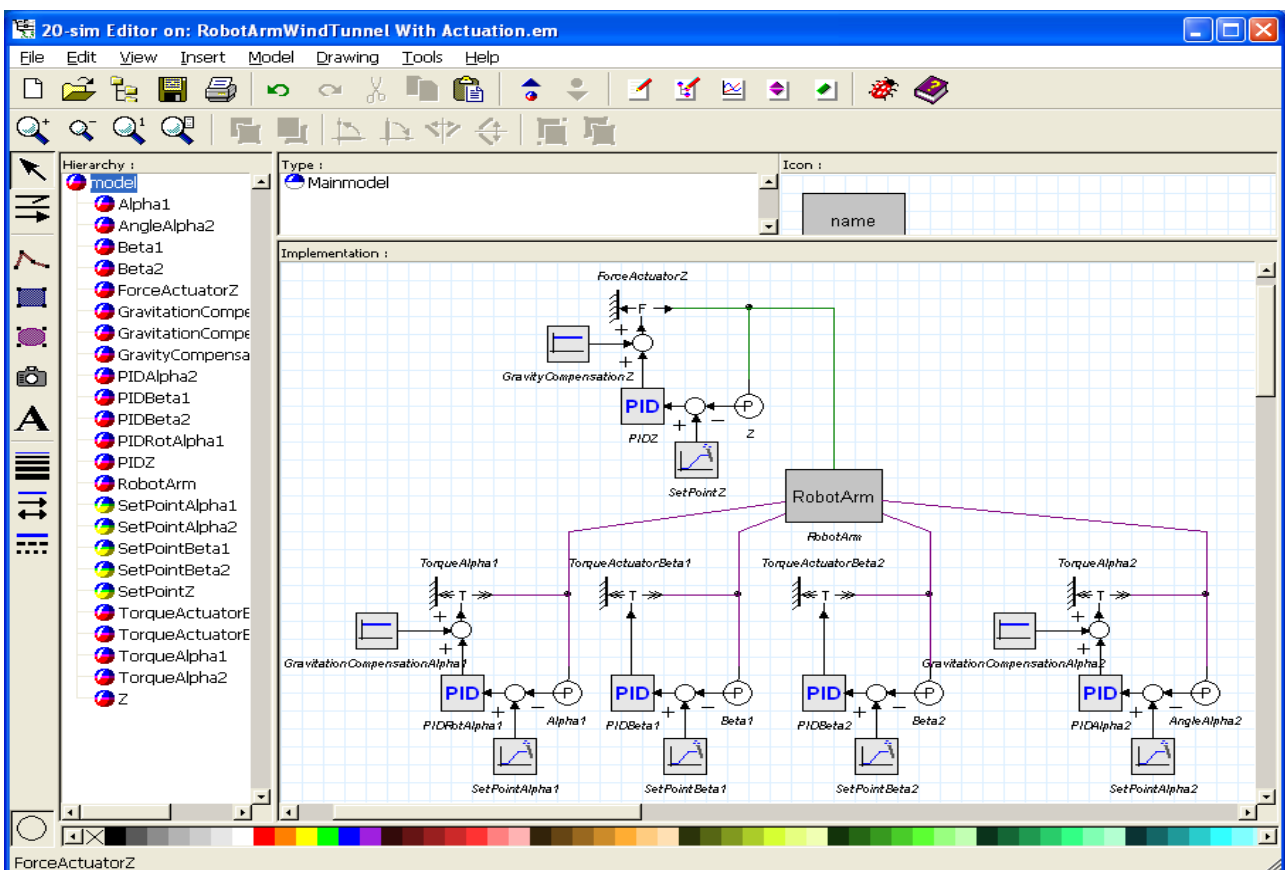 20-sim Editor on: RobotArmWindTunnel With Actuation.em
File Edit View Insert Model Drawing Tools Help
Hierarchy :
model
Alpha1
AngleAlpha2
Beta1
Beta2
ForceActuatorZ
GravitationCompe
GravitationCompe
GravityCompensa
PIDAlpha2
PIDBeta1
PIDBeta2
PIDRotAlpha1
PIDZ
RobotArm
SetPointAlpha1
SetPointAlpha2
SetPointBeta1
SetPointBeta2
SetPointZ
TorqueActuatorE
TorqueActuatorE
TorqueAlpha1
TorqueAlpha2
Z
A
Type :
Mainmodel
Icon :
name
Implementation :
ForceActuatorZ
F
+
+
GravityCompensationZ
PID
P
+ −
PIDZ
Z
SetPointZ
RobotArm
RobotArm
TorqueAlpha1 TorqueActuatorBeta1 TorqueActuatorBeta2 TorqueAlpha2
T T T T
+ +
+ +
GravitationCompensationAlpha1 GravitationCompensationAlpha2
PID P PID P PID P PID P
+ − + − + − + −
PIDRotAlpha1 Alpha1 PIDBeta1 Beta1 PIDBeta2 Beta2 PIDAlpha2 AngleAlpha2
SetPointAlpha1 SetPointBeta1 SetPointBeta2 SetPointAlpha2
ForceActuatorZ